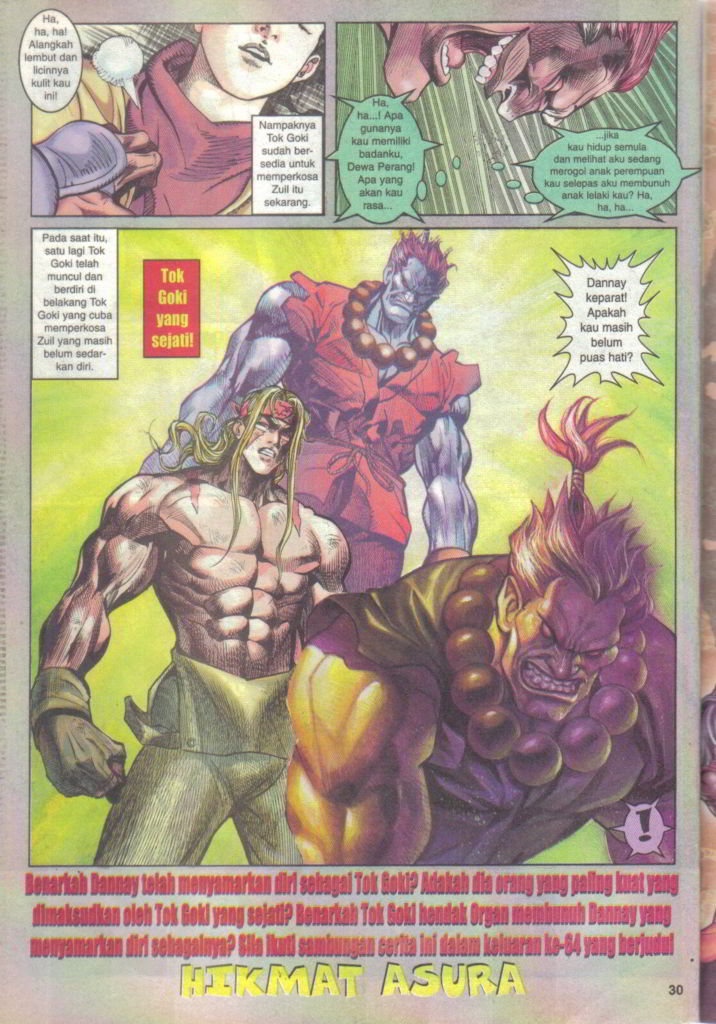 Ha,
ha, ha!
Alangkah
lembut dan
licinnya
kulit kau
ini!
Nampaknya
Tok Goki
sudah ber-
sedia untuk
memperkosa
Zuil itu
sekarang.
Ha,
ha...! Apa
gunanya
kau memiliki
badanku,
Dewa Perang!
Apa yang
akan kau
rasa...
...jika
kau hidup semula
dan melihat aku sedang
merogol anak perempuan
kau selepas aku membunuh
anak lelaki kau? Ha,
ha, ha...
Pada saat itu,
satu lagi Tok
Goki telah
muncul dan
berdiri di
belakang Tok
Goki yang cuba
memperkosa
Zuil yang masih
belum sedar-
kan diri.
Tok
Goki
yang
sejati!
Dannay
keparat!
Apakah
kau masih
belum
puas hati?
!
Benarkah Dannay telah menyamarkan diri sebagai Tok Goki? Adakah dia orang yang paling kuat yang
dimaksudkan oleh Tok Goki yang sejati? Benarkah Tok Goki hendak Organ membunuh Dannay yang
menyamarkan diri sebagainya? Sila ikuti sambungan cerita ini dalam keluaran ke-64 yang berjudul
HIKMAT ASURA
30